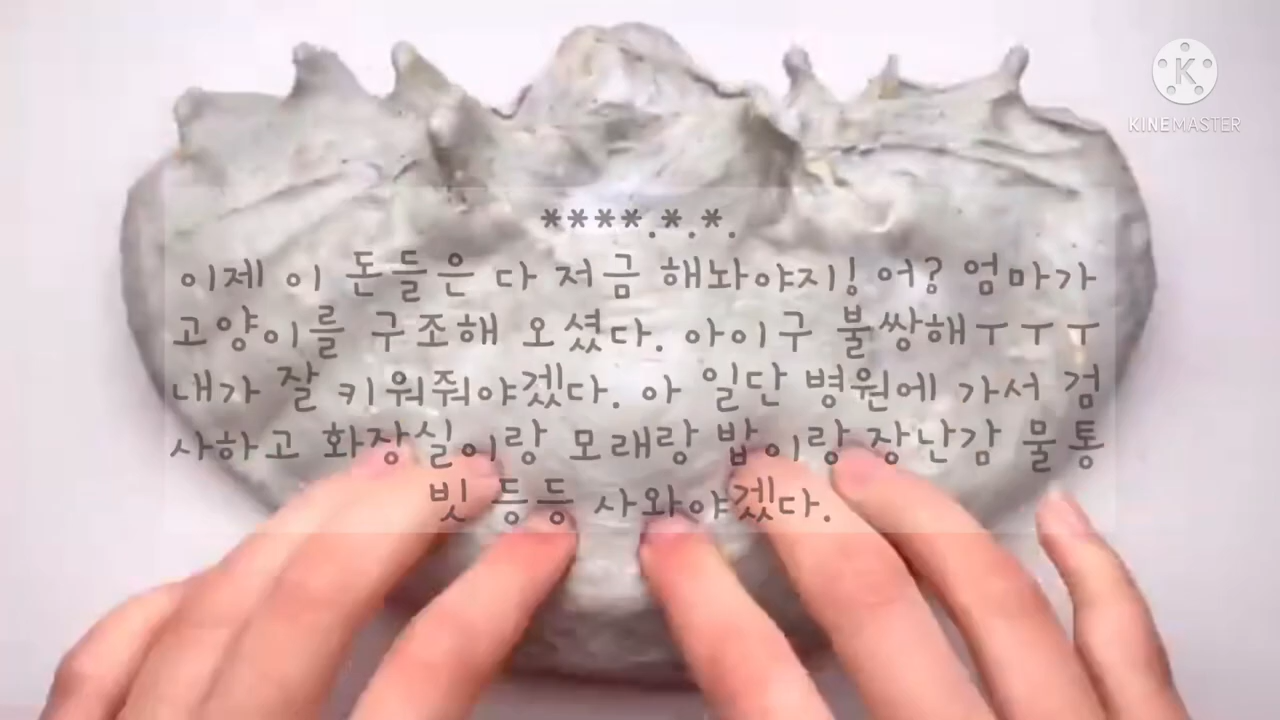 KINEMASTER
****.*.*.
이제 이 돈들은 다 저금 해놔야지! 어? 엄마가
고양이를 구조해 오셨다. 아이구 불쌍해ㅜㅜㅜ
내가 잘 키워줘야겠다. 아 일단 병원에 가서 검
사하고 화장실이랑 모래랑 밥이랑 장난감 물통
빗 등등 사와야겠다.